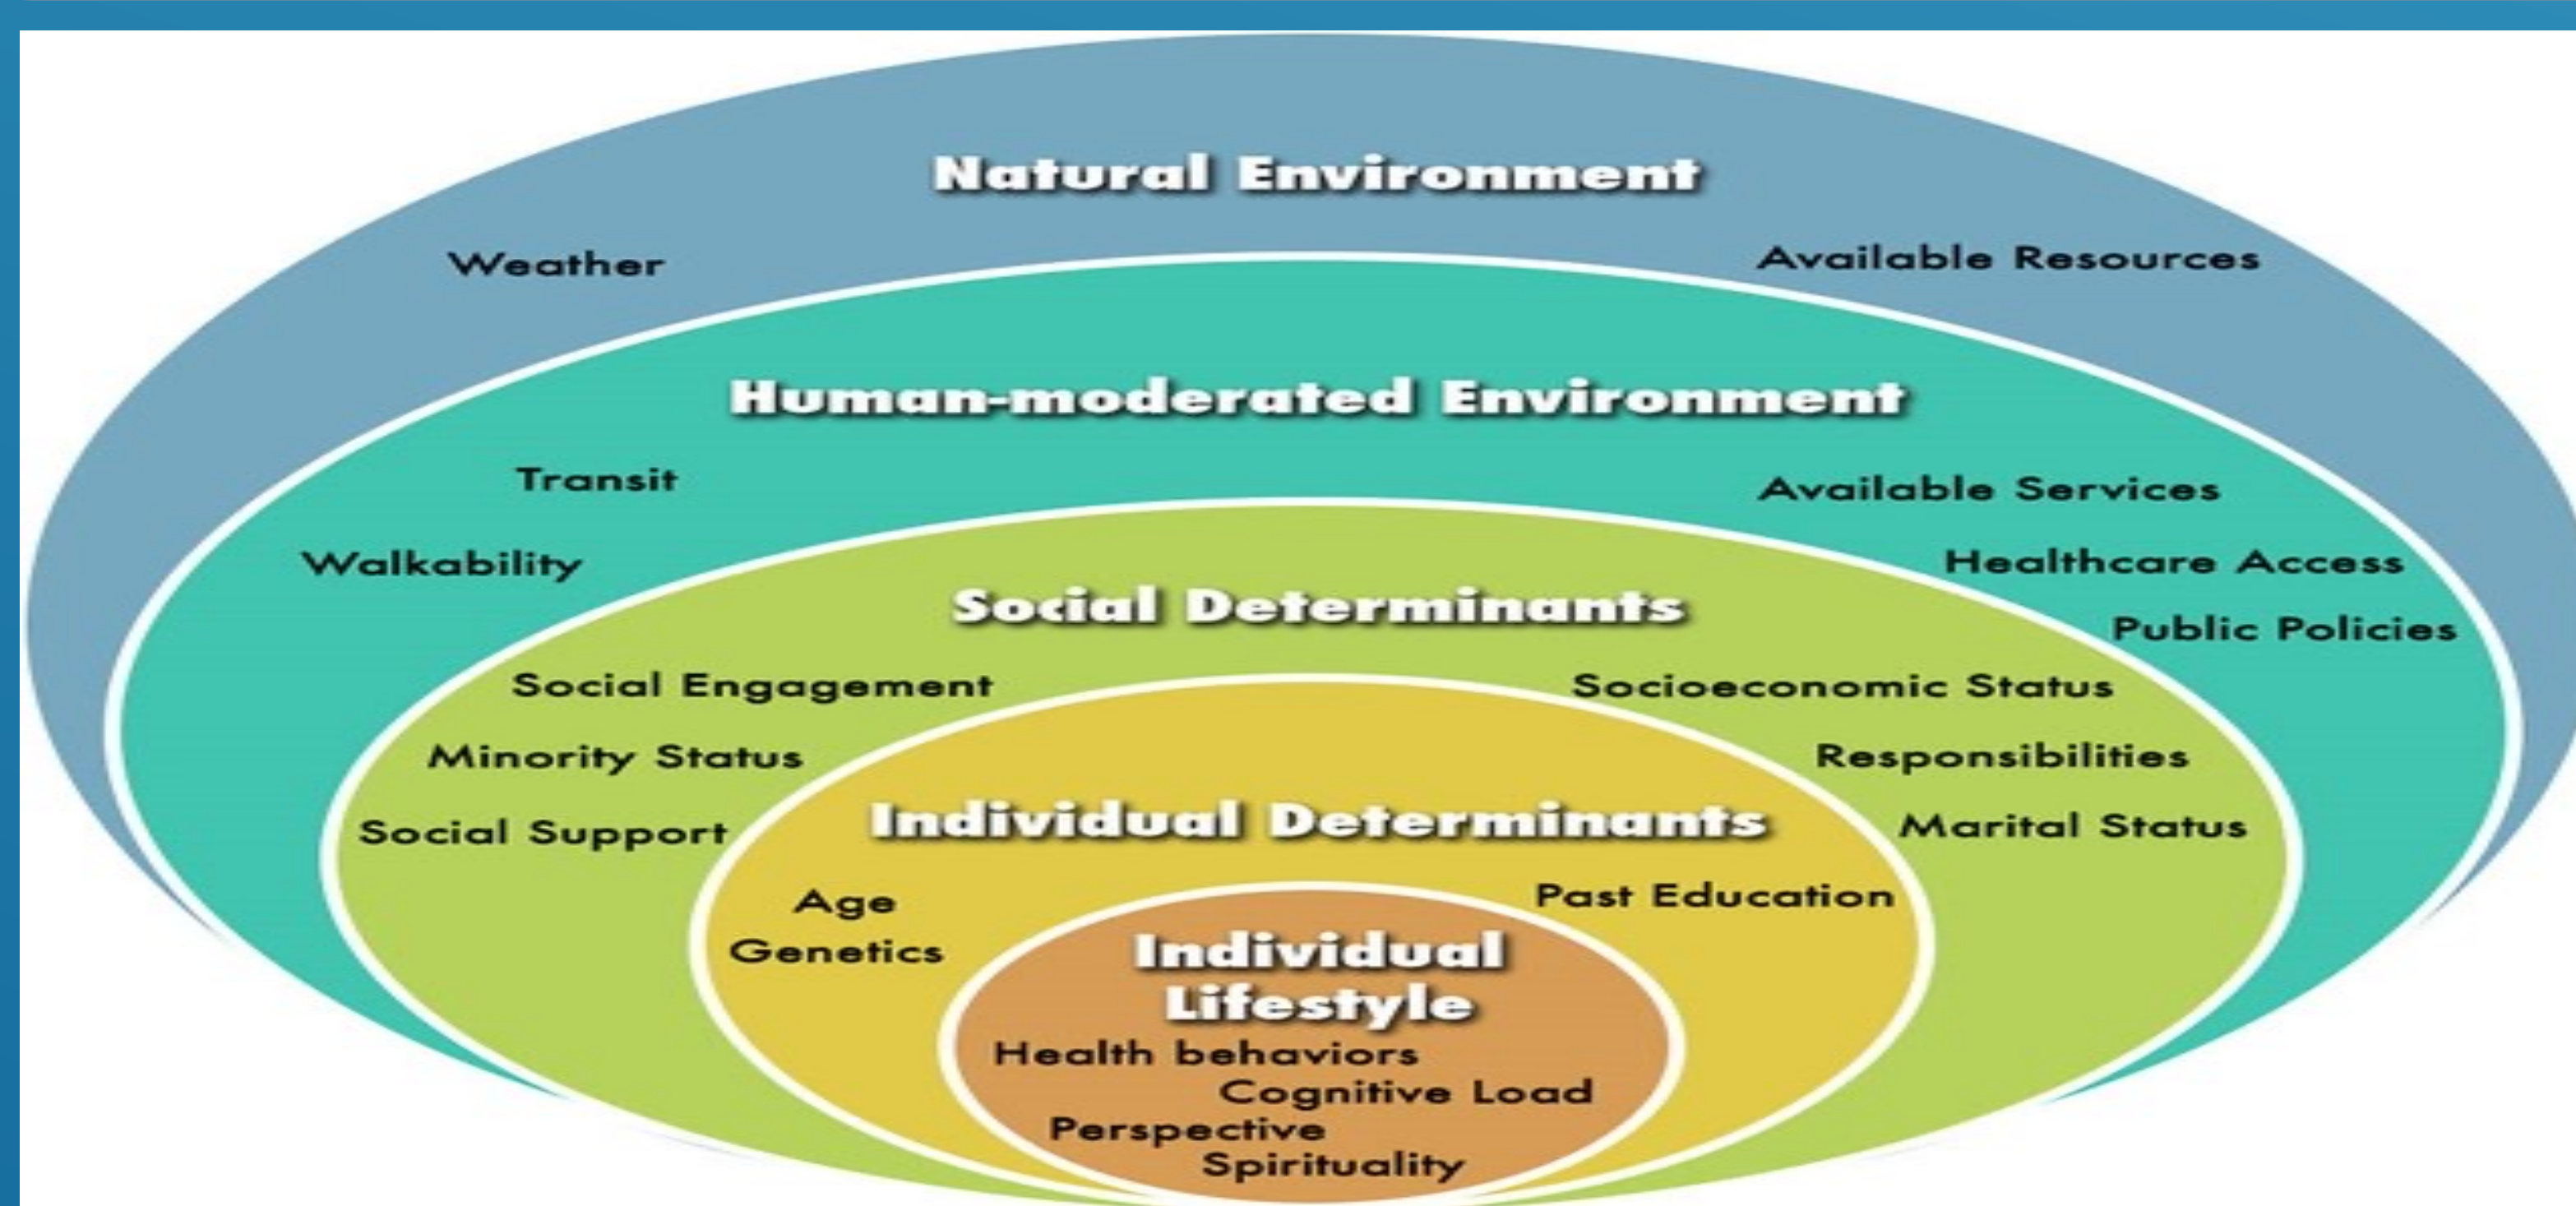 Natural Environment
Weather
Available Resources
Human-moderated Environment
Transit
Available Services
Walkability
Healthcare Access
Public Policies
Social Determinants
Social Engagement
Socioeconomic Status
Minority Status
Responsibilities
Social Support
Marital Status
Individual Determinants
Age
Past Education
Genetics
Individual
Lifestyle
Health behaviors
Cognitive Load
Perspective
Spirituality